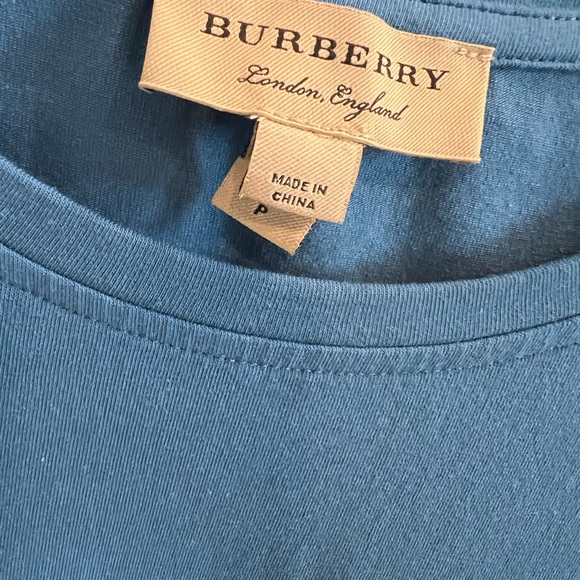 BURBERRY
London, England
MADE IN
CHINA
P